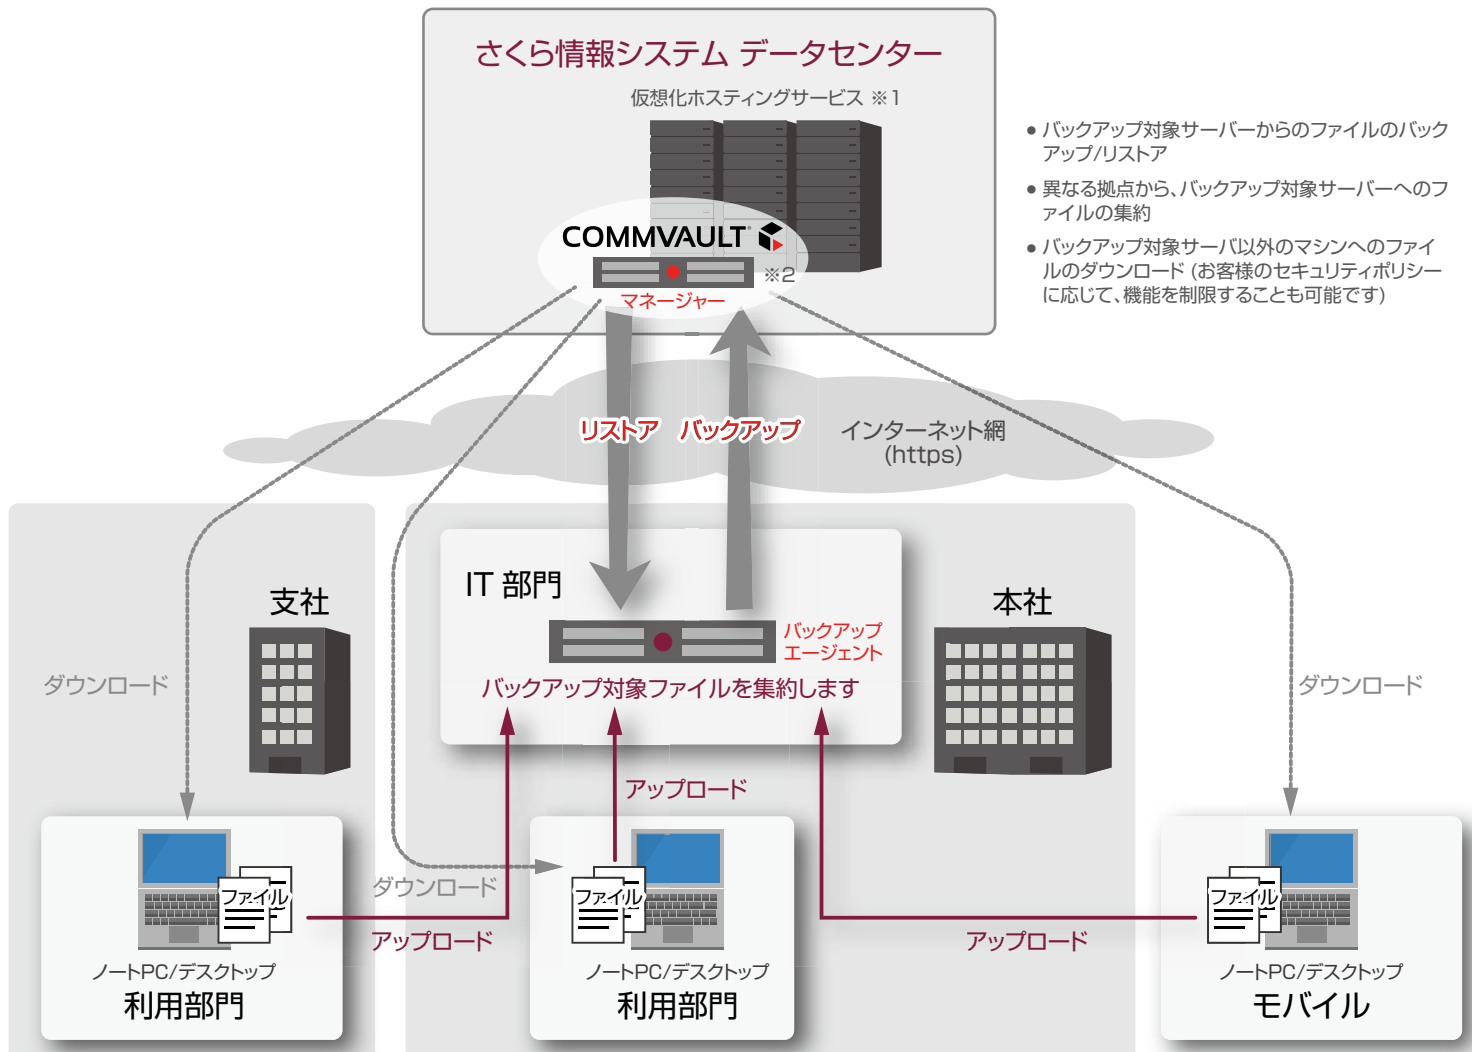 さくら情報システム データセンター
仮想化ホスティングサービス ※1
COMMVAULT
※2
マネージャー
● バックアップ対象サーバーからのファイルのバック
アップ/リストア
● 異なる拠点から、バックアップ対象サーバーへのフ
ァイルの集約
● バックアップ対象サーバ以外のマシンへのファイ
ルのダウンロード (お客様のセキュリティポリシー
に応じて、機能を制限することも可能です)
リストア バックアップ
インターネット網
(https)
支社
IT 部門
バックアップ
エージェント
バックアップ対象ファイルを集約します
本社
ダウンロード
ダウンロード
アップロード
ダウンロード
ファイル
ファイル
ファイル
アップロード
アップロード
ノートPC/デスクトップ
利用部門
ノートPC/デスクトップ
利用部門
ノートPC/デスクトップ
モバイル